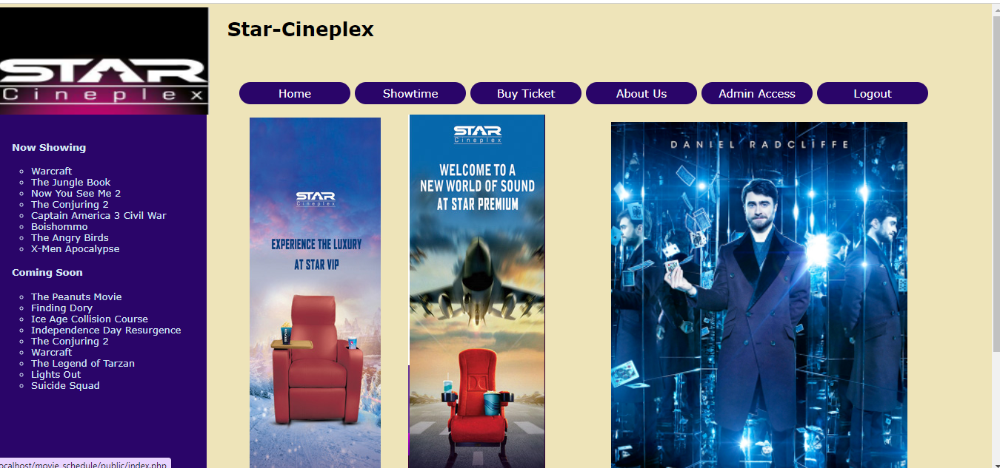 STAR
Cineplex
Star-Cineplex
Home
Showtime
Buy Ticket
About Us
Admin Access
Logout
Now Showing
Warcraft
The Jungle Book
Now You See Me 2
The Conjuring 2
Captain America 3 Civil War
Boishommo
The Angry Birds
X-Men Apocalypse
Coming Soon
The Peanuts Movie
Finding Dory
Ice Age Collision Course
Independence Day Resurgence
The Conjuring 2
Warcraft
The Legend of Tarzan
Lights Out
Suicide Squad
STAR
Cineplex
EXPERIENCE THE LUXURY
AT STAR VIP
STAR
Cineplex
WELCOME TO A
NEW WORLD OF SOUND
AT STAR PREMIUM
DANIEL RADCLIFFE
ocalhost/movie_schedule/public/index.php